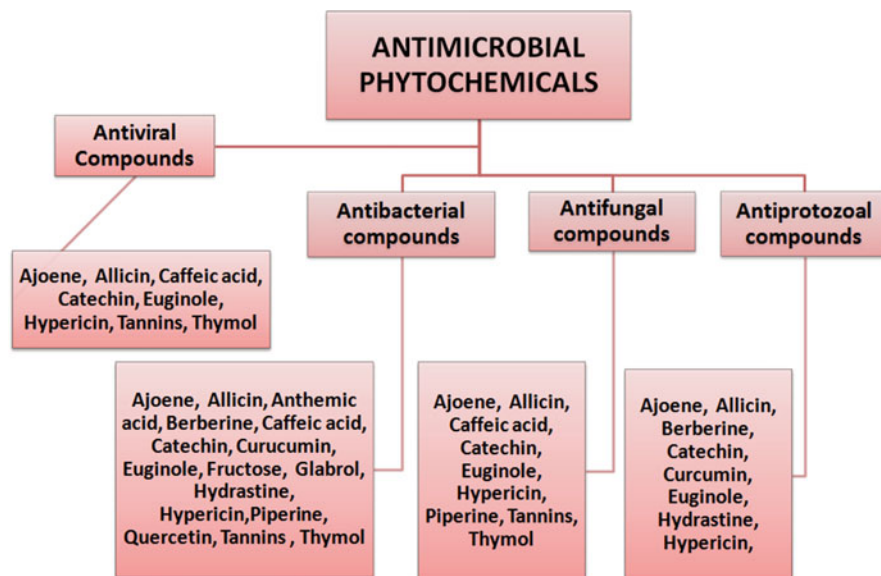 ANTIMICROBIAL
PHYTOCHEMICALS
Antiviral
Compounds
Ajoene, Allicin, Caffeic acid,
Catechin, Euginole,
Hypericin, Tannins, Thymol
Antibacterial
compounds
Ajoene, Allicin, Anthemic
acid, Berberine, Caffeic acid,
Catechin, Curucumin,
Euginole, Fructose, Glabrol,
Hydrastine,
Hypericin,Piperine,
Quercetin, Tannins , Thymol
Antifungal
compounds
Ajoene, Allicin,
Caffeic acid,
Catechin,
Euginole,
Hypericin,
Piperine, Tannins,
Thymol
Antiprotozoal
compounds
Ajoene, Allicin,
Berberine,
Catechin,
Curcumin,
Euginole,
Hydrastine,
Hypericin,